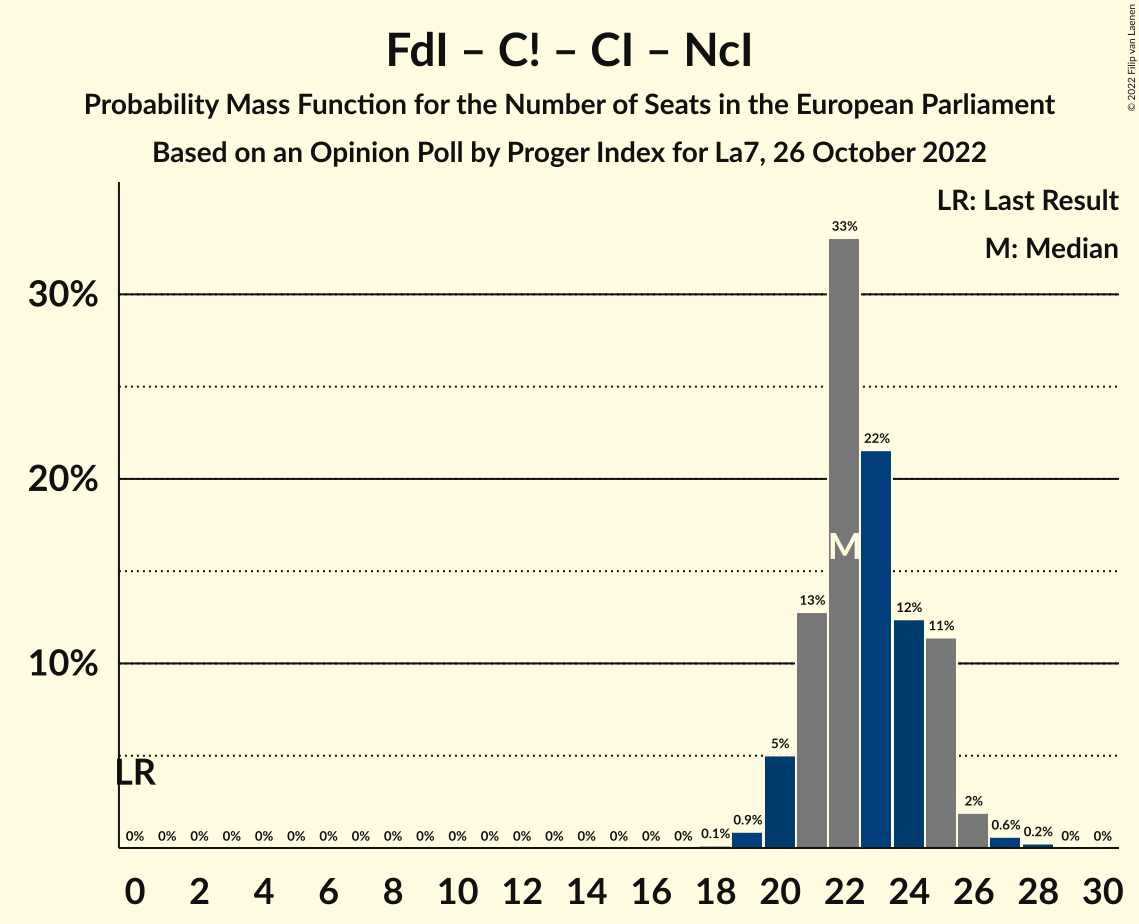 FdI – C! – CI – NcI
Probability Mass Function for the Number of Seats in the European Parliament
Based on an Opinion Poll by Proger Index for La7, 26 October 2022
© 2022 Filip van Laenen
LR: Last Result
M: Median
30%
20%
10%
LR
M
0% 0% 0% 0% 0% 0% 0% 0% 0% 0% 0% 0% 0% 0% 0% 0% 0% 0% 0.1% 0.9% 5% 13% 33% 22% 12% 11% 2% 0.6% 0.2% 0% 0%
0 2 4 6 8 10 12 14 16 18 20 22 24 26 28 30